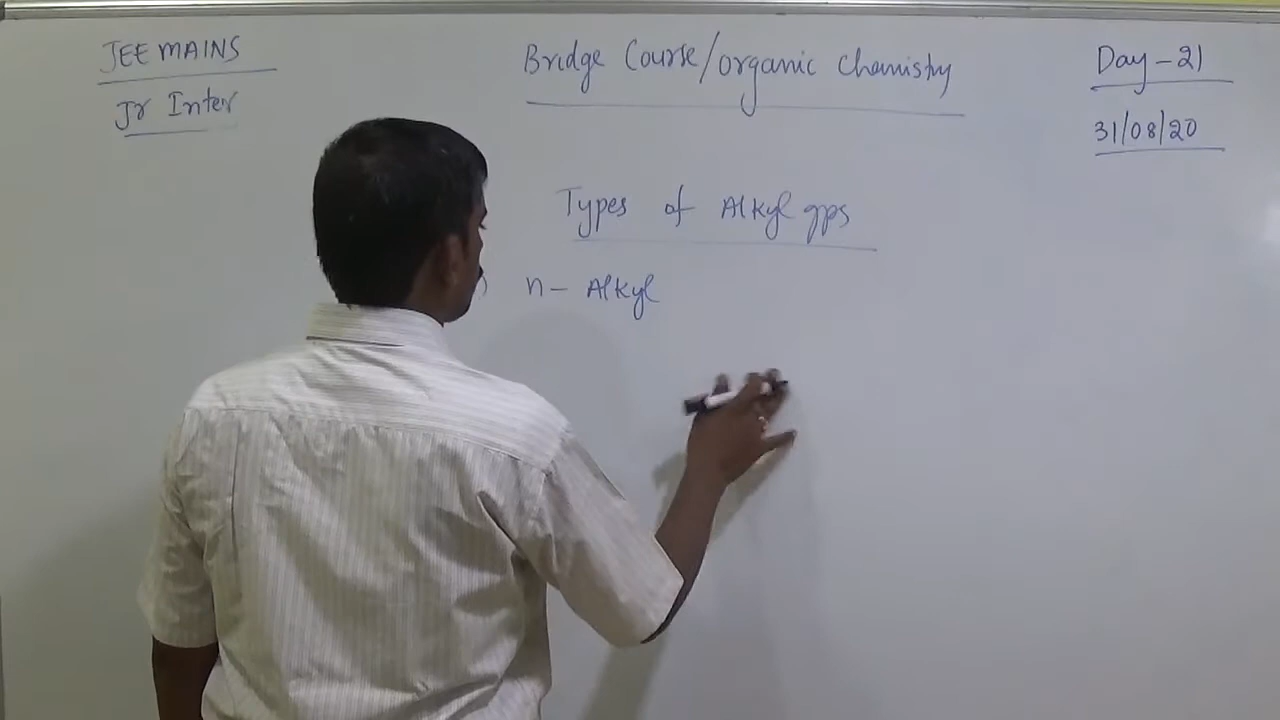 JEE MAINS
Jr Inter
Bridge Course/organic chemistry
Day-21
31/08/20
Types of Alkyl gps
) n- Alkyl